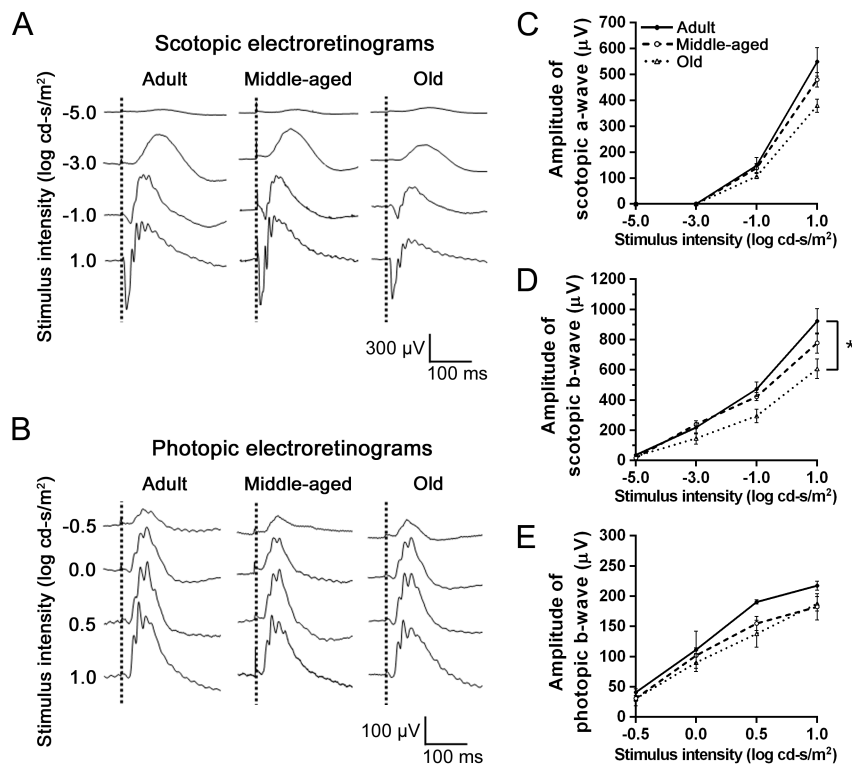 A
Scotopic electroretinograms
Adult Middle-aged Old
Stimulus intensity (log cd-s/m²)
-5.0
-3.0
-1.0
1.0
300 µV
100 ms
B
Photopic electroretinograms
Adult Middle-aged Old
Stimulus intensity (log cd-s/m²)
-0.5
0.0
0.5
1.0
100 µV
100 ms
C
Amplitude of
scotopic a-wave (µV)
700
600
500
400
300
200
100
0
Adult
Middle-aged
Old
-5.0 -3.0 -1.0 1.0
Stimulus intensity (log cd-s/m²)
D
Amplitude of
scotopic b-wave (µV)
1200
1000
800
600
400
200
0
*
-5.0 -3.0 -1.0 1.0
Stimulus intensity (log cd-s/m²)
E
Amplitude of
photopic b-wave (µV)
300
250
200
150
100
50
0
-0.5 0.0 0.5 1.0
Stimulus intensity (log cd-s/m²)